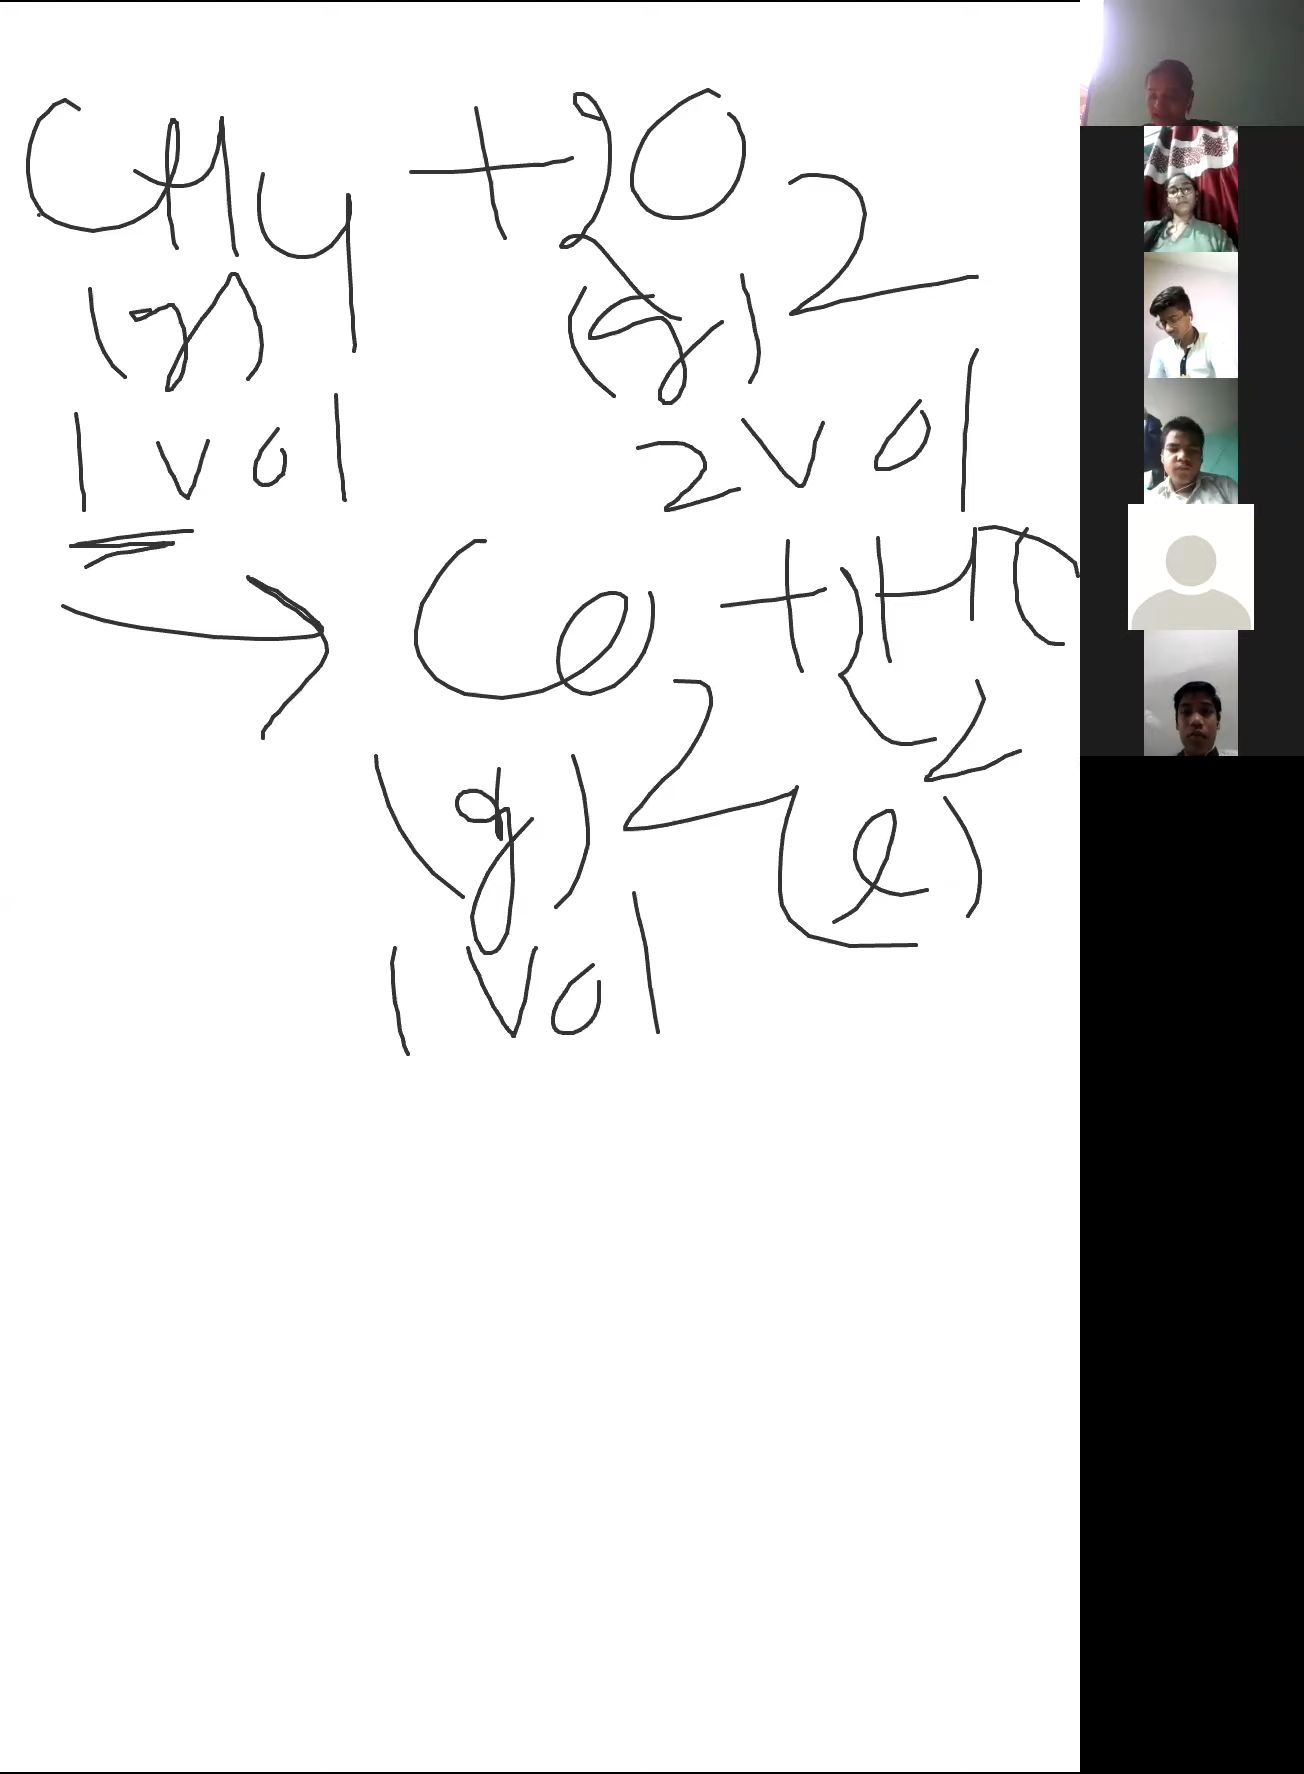 CH4 + 2O2
(g) (g)
1 vol 2 vol
→ CO2 + 2H2O
(g) (l)
1 Vol